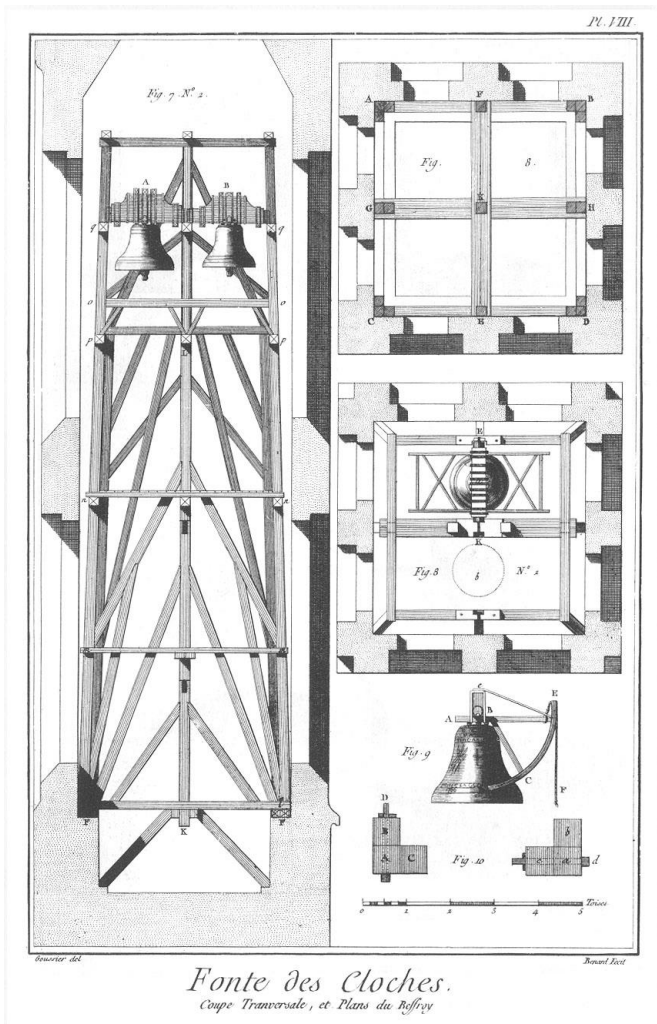 Pl. VIII.
Fig. 7 N.º 2.
A
B
q
q
o
o
p
p
L
n
n
F
F
K
A
F
B
Fig.
8.
G
K
H
C
E
D
E
K
Fig. 8
b
N.º 2
e
A
B
E
Fig. 9
C
F
D
B
b
A
C
Fig. 10
c
a
d
Toises
0
1
2
3
4
5
Goussier del
Benard Fecit
Fonte des Cloches.
Coupe Tranversale, et Plans du Beffroy